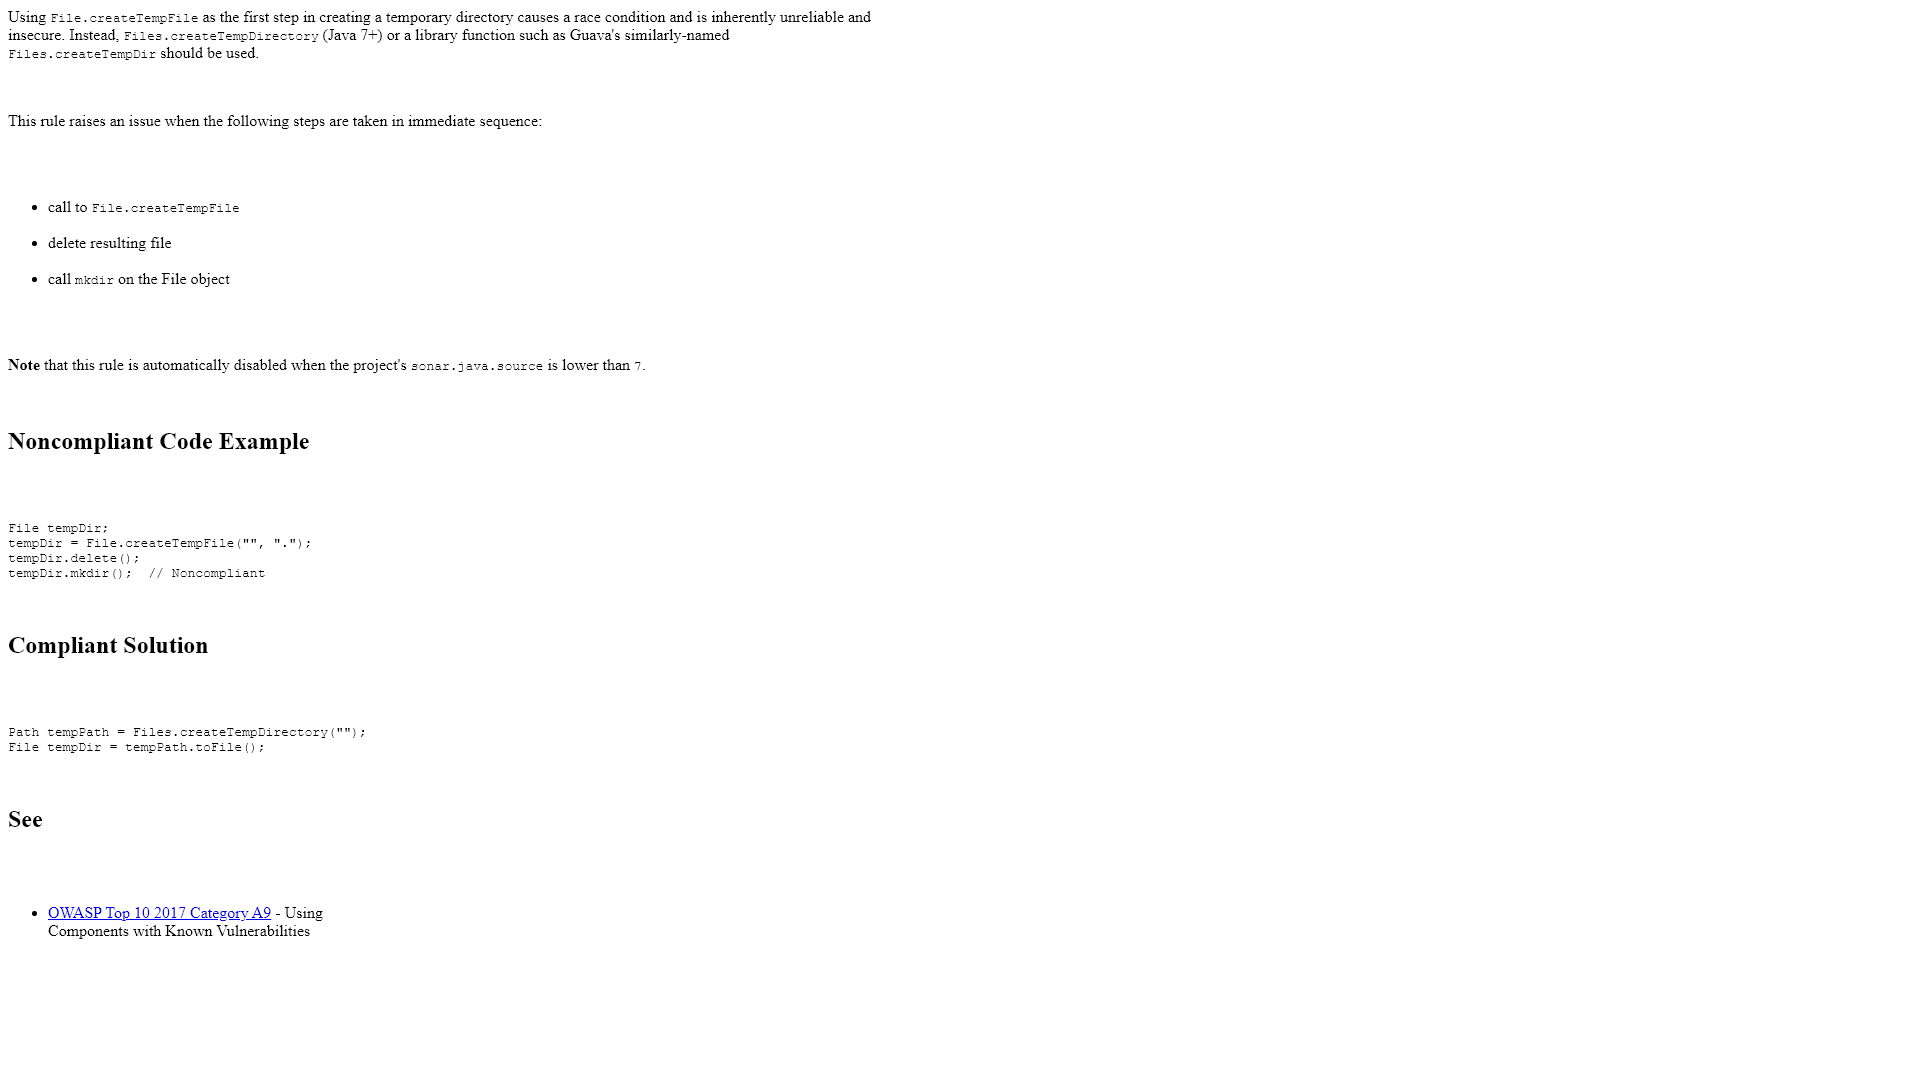 Using File.createTempFile as the first step in creating a temporary directory causes a race condition and is inherently unreliable and
insecure. Instead, Files.createTempDirectory (Java 7+) or a library function such as Guava's similarly-named
Files.createTempDir should be used.
This rule raises an issue when the following steps are taken in immediate sequence:
• call to File.createTempFile
• delete resulting file
• call mkdir on the File object
Note that this rule is automatically disabled when the project's sonar.java.source is lower than 7.
Noncompliant Code Example
File tempDir;
tempDir = File.createTempFile("", ".");
tempDir.delete();
tempDir.mkdir();  // Noncompliant
Compliant Solution
Path tempPath = Files.createTempDirectory("");
File tempDir = tempPath.toFile();
See
• OWASP Top 10 2017 Category A9 - Using
Components with Known Vulnerabilities